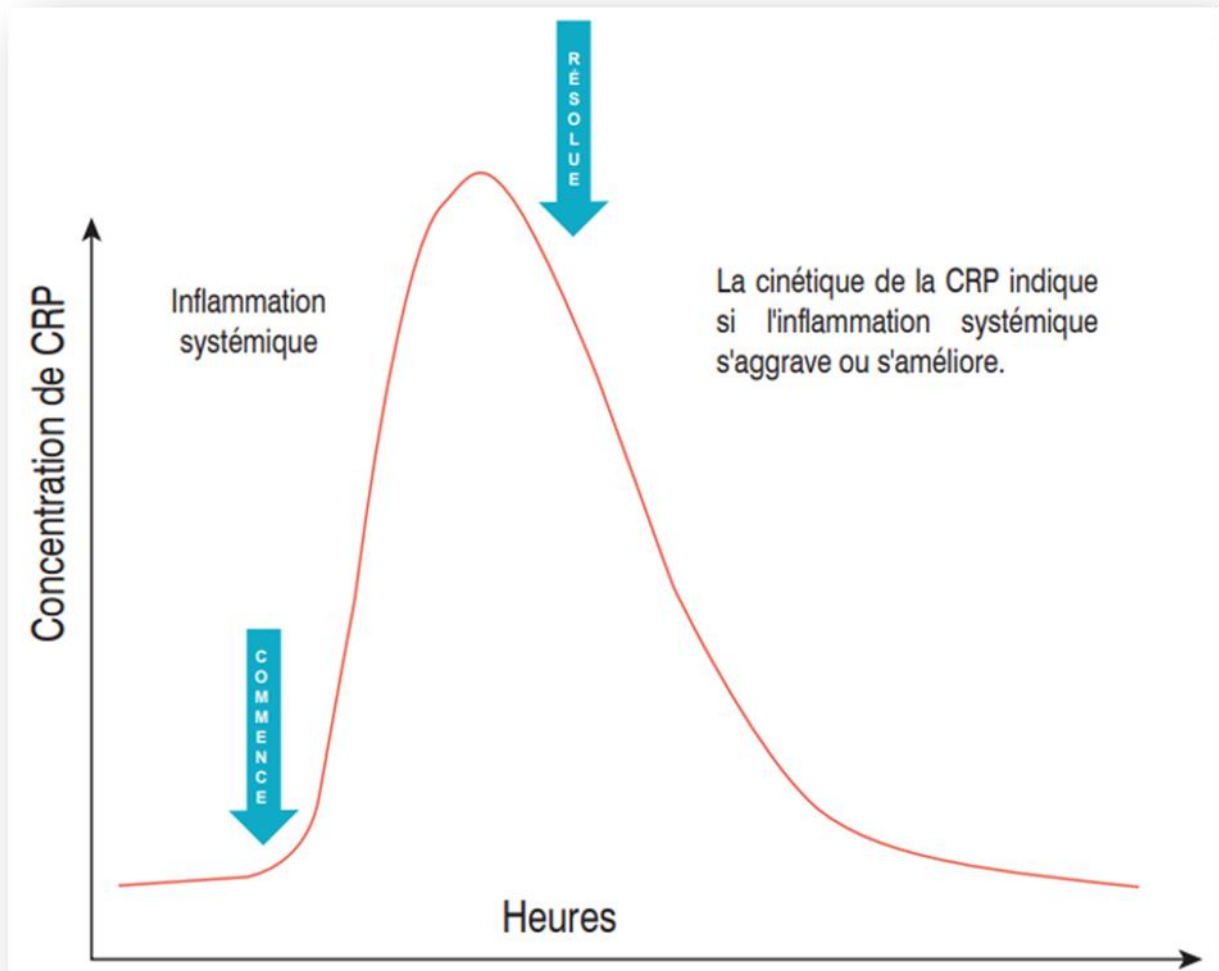 RÉSOLUE
Inflammation
systémique
La cinétique de la CRP indique
si l'inflammation systémique
s'aggrave ou s'améliore.
Concentration de CRP
COMMENCE
Heures